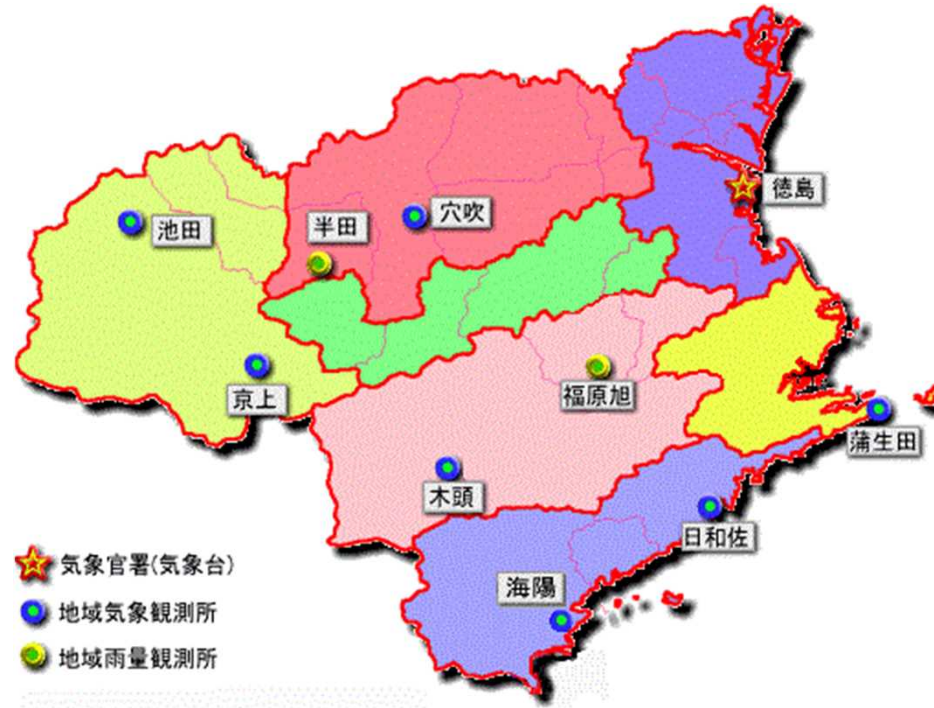 徳島
穴吹
半田
池田
京上
福原旭
蒲生田
木頭
日和佐
海陽
気象官署(気象台)
地域気象観測所
地域雨量観測所